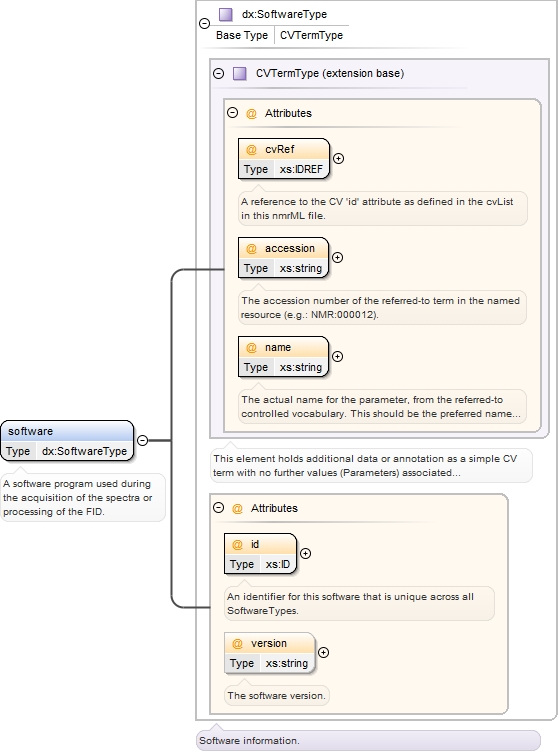 dx:SoftwareType
Base Type CVTermType
CVTermType (extension base)
@ Attributes
@ cvRef
Type xs:IDREF
A reference to the CV 'id' attribute as defined in the cvList
in this nmrML file.
@ accession
Type xs:string
The accession number of the referred-to term in the named
resource (e.g.: NMR:000012).
@ name
Type xs:string
The actual name for the parameter, from the referred-to
controlled vocabulary. This should be the preferred name...
software
Type dx:SoftwareType
A software program used during
the acquisition of the spectra or
processing of the FID.
This element holds additional data or annotation as a simple CV
term with no further values (Parameters) associated...
@ Attributes
@ id
Type xs:ID
An identifier for this software that is unique across all
SoftwareTypes.
@ version
Type xs:string
The software version.
Software information.